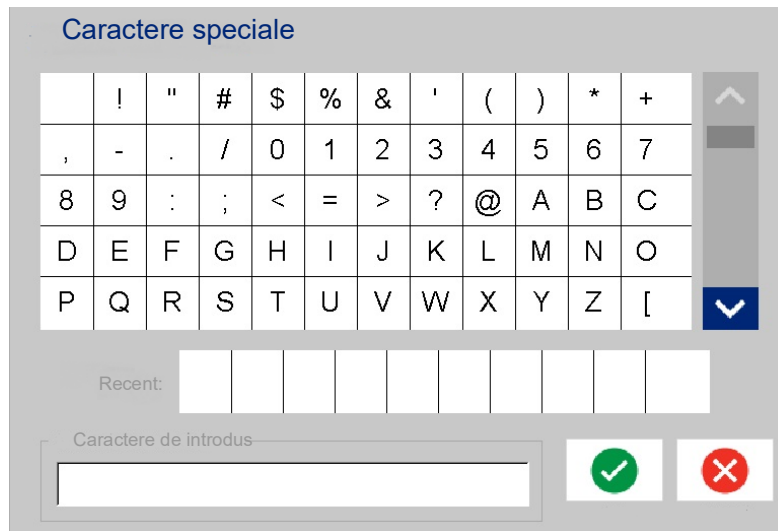 Caractere speciale
! " # $ % & ' ( ) * +
, - . / 0 1 2 3 4 5 6 7
8 9 : ; < = > ? @ A B C
D E F G H I J K L M N O
P Q R S T U V W X Y Z [
Recent:
Caractere de introdus